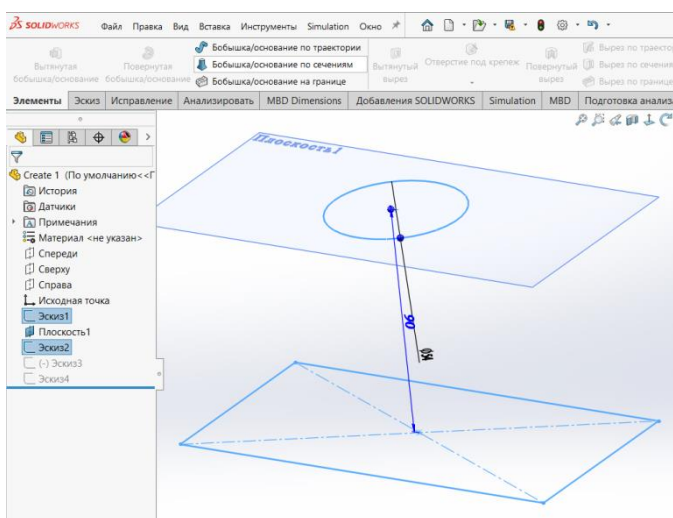 SOLIDWORKS Файл Правка Вид Вставка Инструменты Simulation Окно
Вытянутая бобышка/основание
Повернутая бобышка/основание
Бобышка/основание по траектории
Бобышка/основание по сечениям
Бобышка/основание на границе
Вытянутый вырез
Отверстие под крепеж
Повернутый вырез
Вырез по траекто
Вырез по сечения
Вырез по границе
Элементы Эскиз Исправление Анализировать MBD Dimensions Добавления SOLIDWORKS Simulation MBD Подготовка анализа
Create 1 (По умолчанию<<П
История
Датчики
Примечания
Материал <не указан>
Спереди
Сверху
Справа
Исходная точка
Эскиз1
Плоскость1
Эскиз2
(-) Эскиз3
Эскиз4
Плоскость1
90